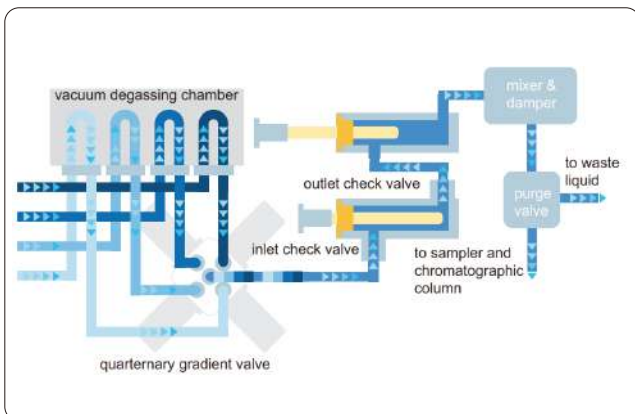 vacuum degassing chamber
mixer &
damper
outlet check valve
to waste
liquid
purge
valve
inlet check valve
to sampler and
chromatographic
column
quarternary gradient valve